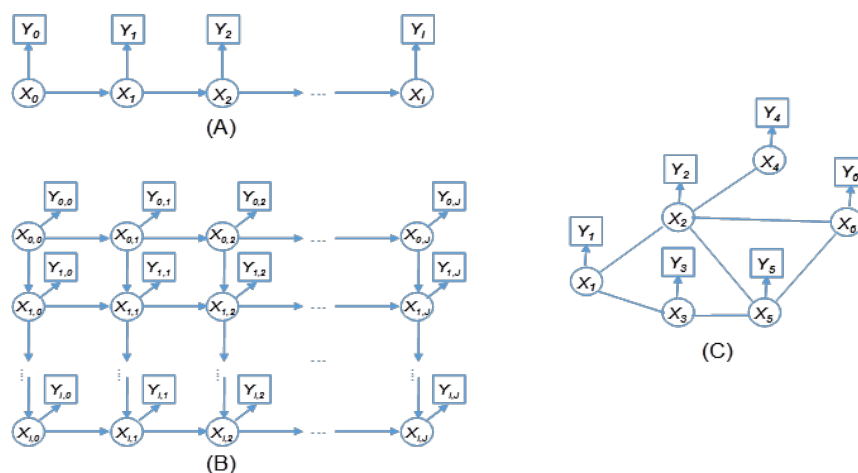 Y0 Y1 Y2 YI
X0 X1 X2 ... XI
(A)
Y0,0 Y0,1 Y0,2 Y0,J
X0,0 X0,1 X0,2 ... X0,J
Y1,0 Y1,1 Y1,2 Y1,J
X1,0 X1,1 X1,2 ... X1,J
...
... ... ... ...
YI,0 YI,1 YI,2 YI,J
XI,0 XI,1 XI,2 ... XI,J
(B)
Y4
X4
Y2 Y6
X2 X6
Y1
X1
Y3 Y5
X3 X5
(C)